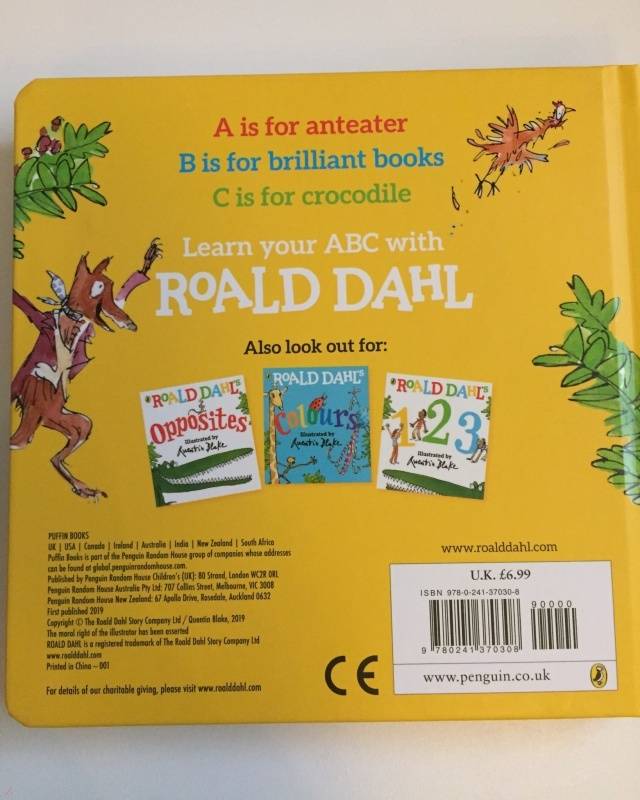 A is for anteater
B is for brilliant books
C is for crocodile
Learn your ABC with
ROALD DAHL
Also look out for:
ROALD DAHL'S
Opposites
Illustrated by
Quentin Blake
ROALD DAHL'S
Colours
Illustrated by
Quentin Blake
ROALD DAHL'S
1 2 3
Illustrated by
Quentin Blake
PUFFIN BOOKS
UK | USA | Canada | Ireland | Australia | India | New Zealand | South Africa
Puffin Books is part of the Penguin Random House group of companies whose addresses
can be found at global.penguinrandomhouse.com.
Published by Penguin Random House Children's (UK): 80 Strand, London WC2R 0RL
Penguin Random House Australia Pty Ltd: 707 Collins Street, Melbourne, VIC 3008
Penguin Random House New Zealand: 67 Apollo Drive, Rosedale, Auckland 0632
First published 2019
Copyright © The Roald Dahl Story Company Ltd / Quentin Blake, 2019
The moral right of the illustrator has been asserted
ROALD DAHL is a registered trademark of The Roald Dahl Story Company Ltd
www.roalddahl.com
Printed in China – 001
For details of our charitable giving, please visit www.roalddahl.com
CE
www.roalddahl.com
U.K. £6.99
ISBN 978-0-241-37030-8
90000
9 780241 370308
www.penguin.co.uk